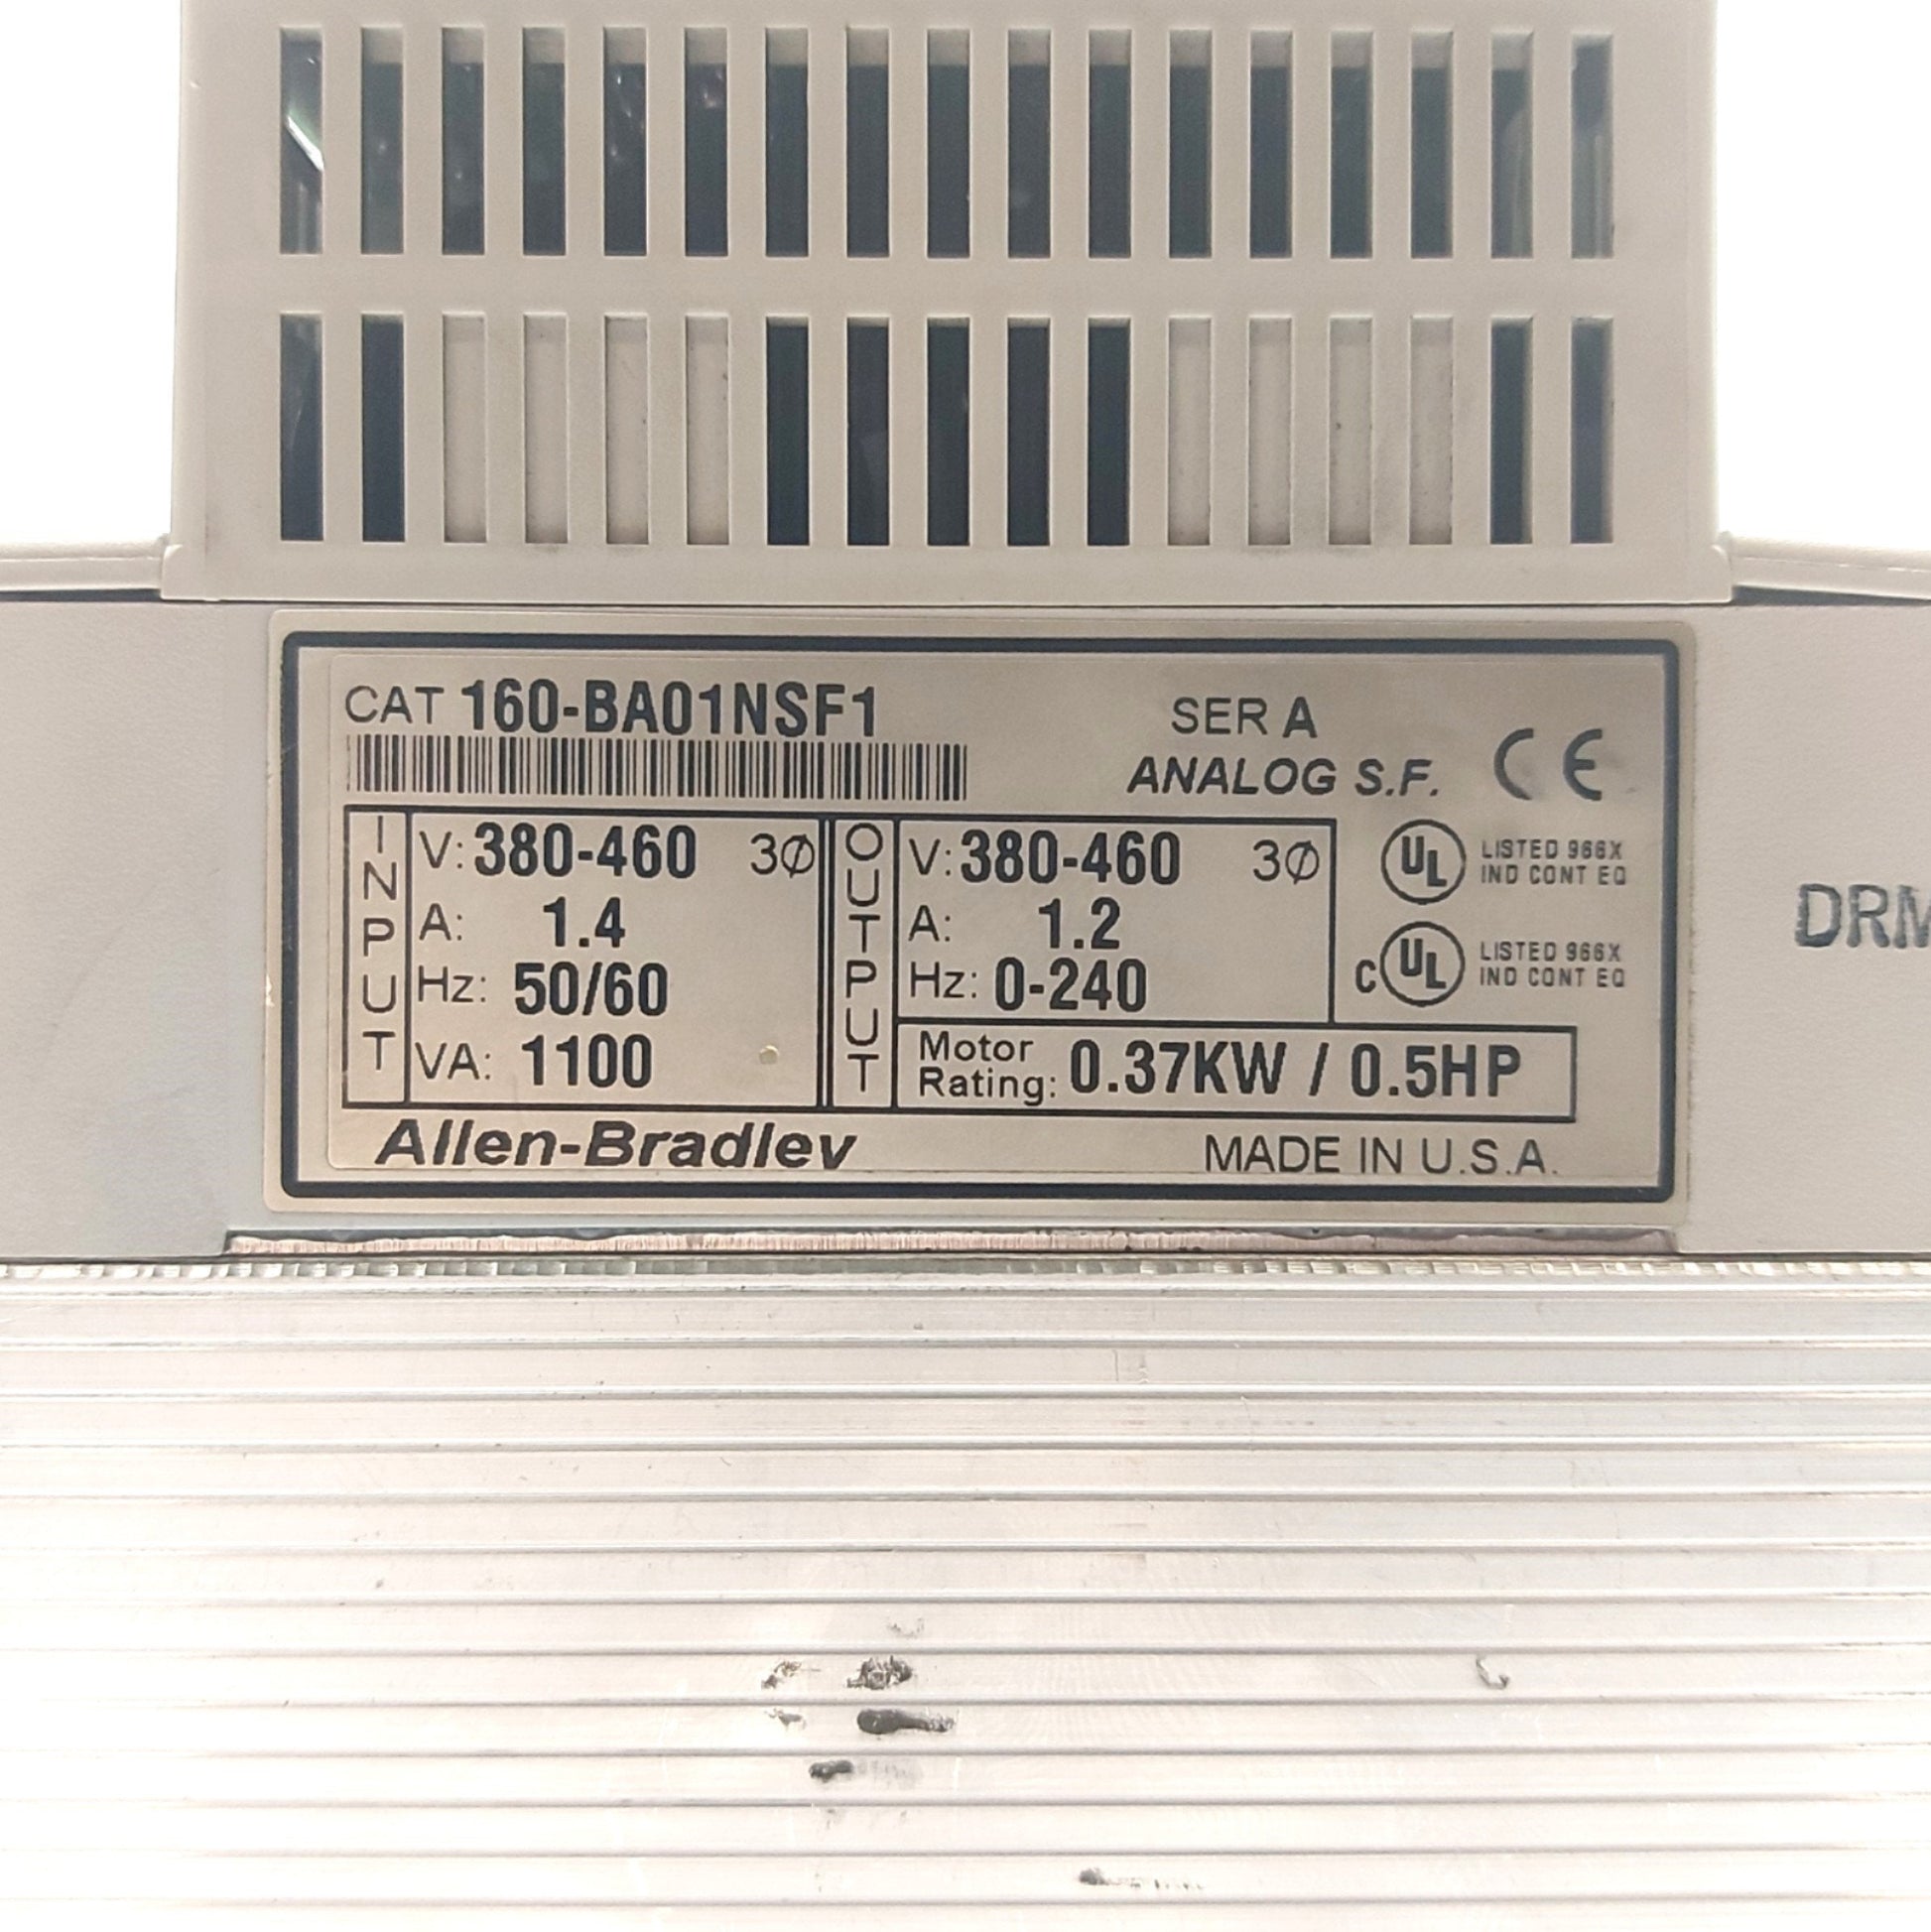 CAT 160-BA01NSF1
SER A
ANALOG S.F.
CE
INPUT
V: 380-460 3Ø
A: 1.4
Hz: 50/60
VA: 1100
OUTPUT
V: 380-460 3Ø
A: 1.2
Hz: 0-240
Motor Rating: 0.37KW / 0.5HP
UL LISTED 966X
IND CONT EQ
C UL LISTED 966X
IND CONT EQ
Allen-Bradley
MADE IN U.S.A.
DRM